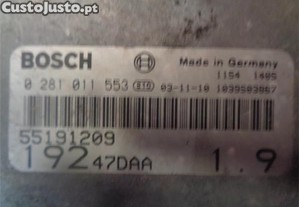 CustoJusto.pt
BOSCH
Made in Germany
0 281 011 553
1154 1485
03-11-10 1039S03067
55191209
192 47DAA 1.9